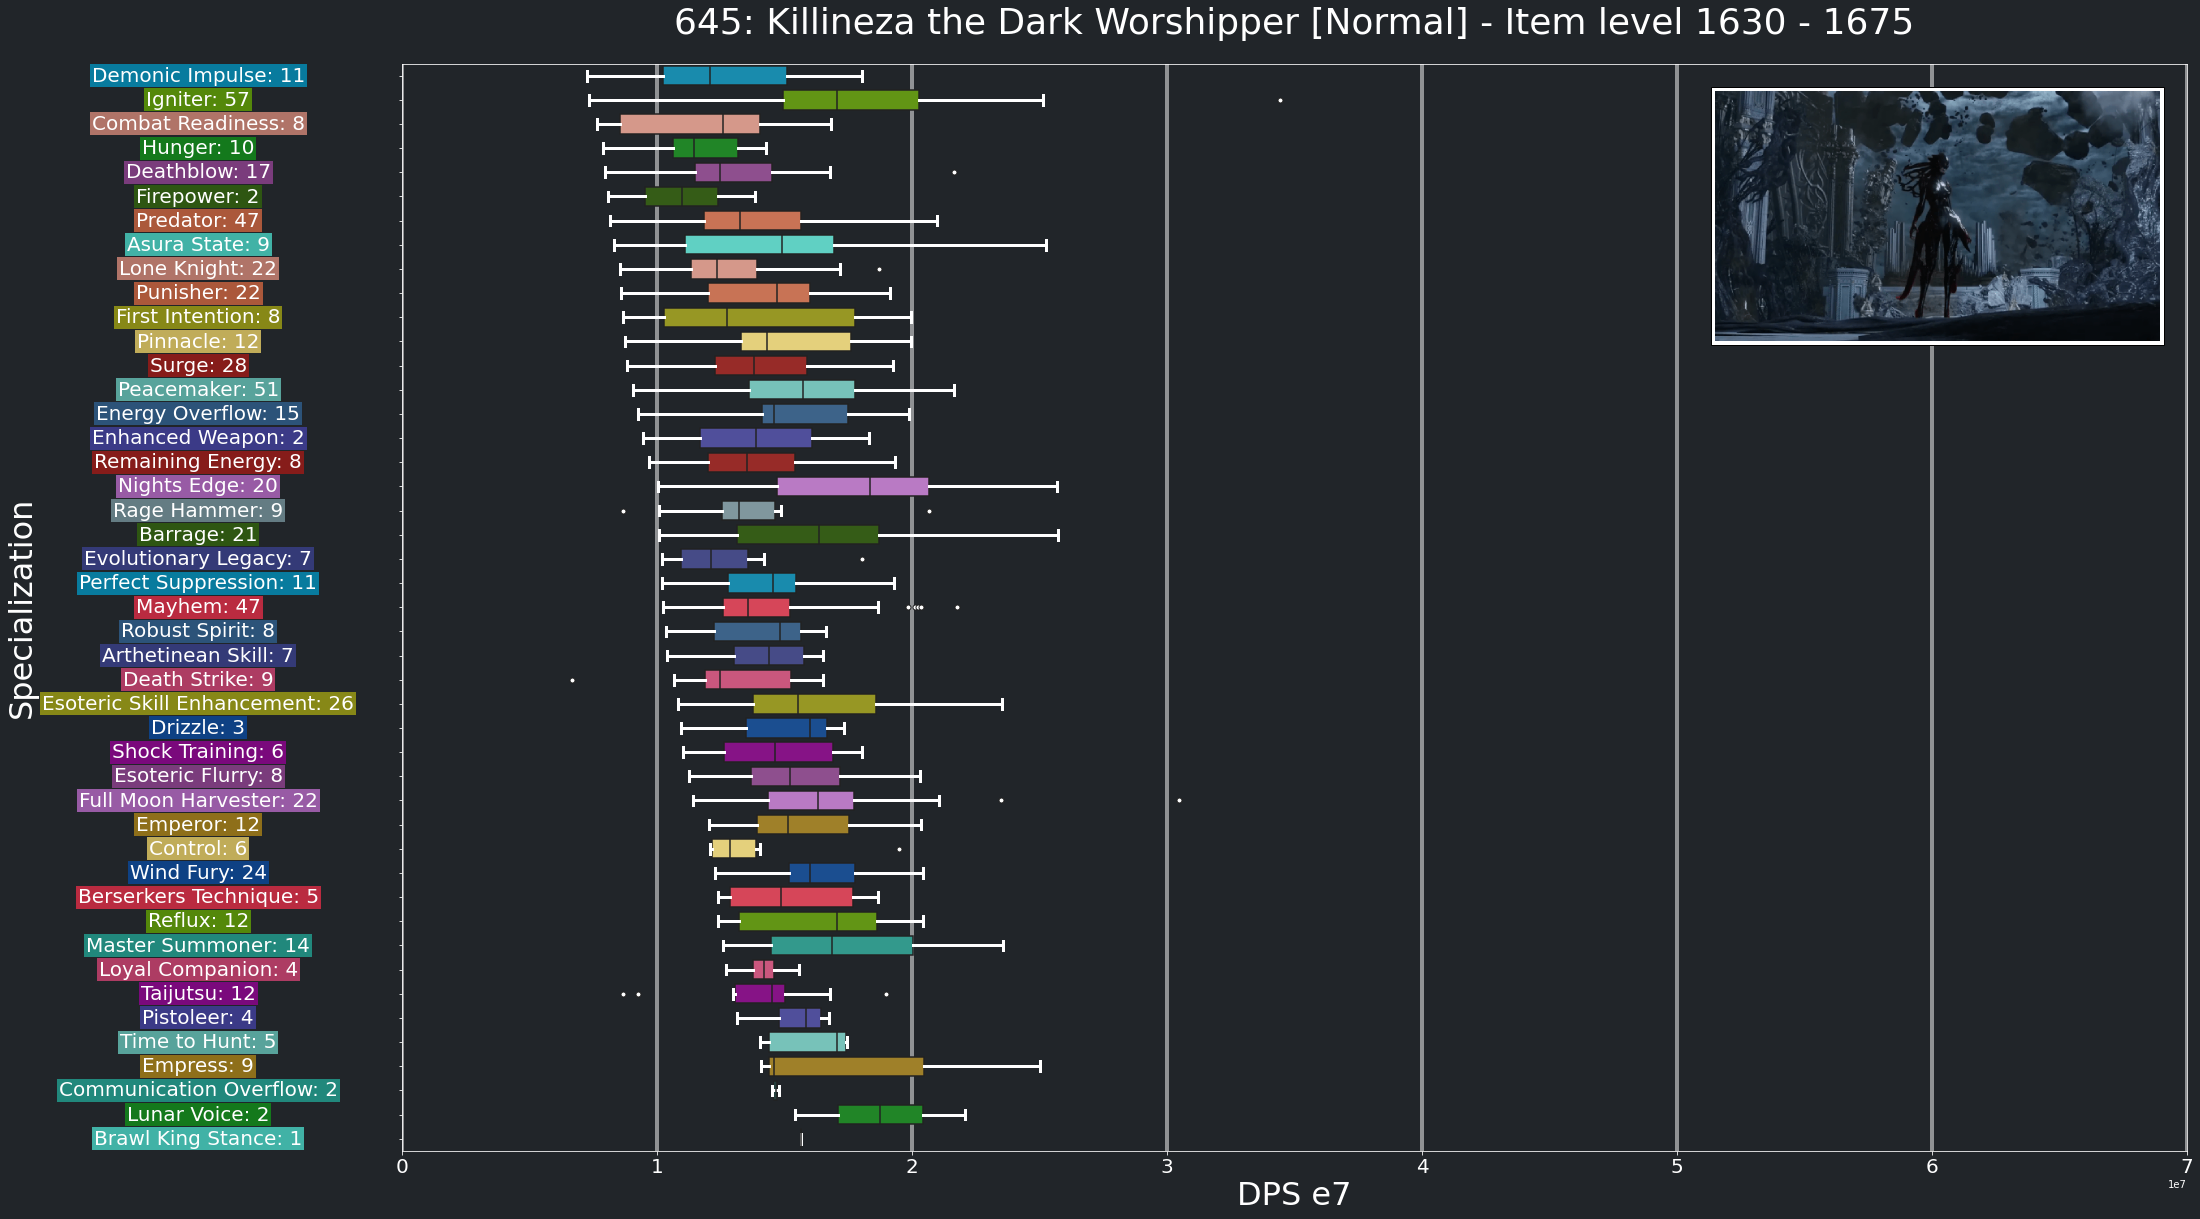 645: Killineza the Dark Worshipper [Normal] - Item level 1630 - 1675
Specialization
Demonic Impulse: 11
Igniter: 57
Combat Readiness: 8
Hunger: 10
Deathblow: 17
Firepower: 2
Predator: 47
Asura State: 9
Lone Knight: 22
Punisher: 22
First Intention: 8
Pinnacle: 12
Surge: 28
Peacemaker: 51
Energy Overflow: 15
Enhanced Weapon: 2
Remaining Energy: 8
Nights Edge: 20
Rage Hammer: 9
Barrage: 21
Evolutionary Legacy: 7
Perfect Suppression: 11
Mayhem: 47
Robust Spirit: 8
Arthetinean Skill: 7
Death Strike: 9
Esoteric Skill Enhancement: 26
Drizzle: 3
Shock Training: 6
Esoteric Flurry: 8
Full Moon Harvester: 22
Emperor: 12
Control: 6
Wind Fury: 24
Berserkers Technique: 5
Reflux: 12
Master Summoner: 14
Loyal Companion: 4
Taijutsu: 12
Pistoleer: 4
Time to Hunt: 5
Empress: 9
Communication Overflow: 2
Lunar Voice: 2
Brawl King Stance: 1
0 1 2 3 4 5 6 7
1e7
DPS e7